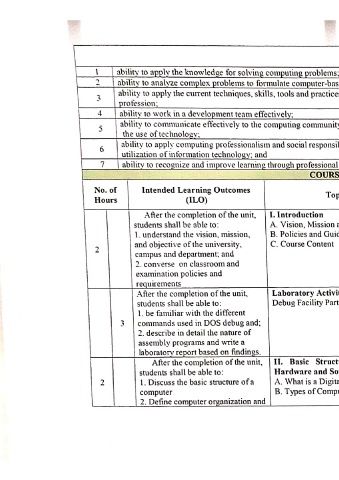 1 ability to apply the knowledge for solving computing problems;
2 ability to analyze complex problems to formulate computer-bas
3 ability to apply the current techniques, skills, tools and practice
profession;
4 ability to work in a development team effectively;
5 ability to communicate effectively to the computing community
the use of technology;
6 ability to apply computing professionalism and social responsil
utilization of information technology; and
7 ability to recognize and improve learning through professional
COURS
No. of Hours Intended Learning Outcomes (ILO) Top
2
After the completion of the unit,
students shall be able to:
1. understand the vision, mission,
and objective of the university,
campus and department; and
2. converse on classroom and
examination policies and
requirements
I. Introduction
A. Vision, Mission a
B. Policies and Guid
C. Course Content
3
After the completion of the unit,
students shall be able to:
1. be familiar with the different
commands used in DOS debug and;
2. describe in detail the nature of
assembly programs and write a
laboratory report based on findings.
Laboratory Activi
Debug Facility Part
2
After the completion of the unit,
students shall be able to:
1. Discuss the basic structure of a
computer
2. Define computer organization and
II. Basic Struct
Hardware and So
A. What is a Digit
B. Types of Comp